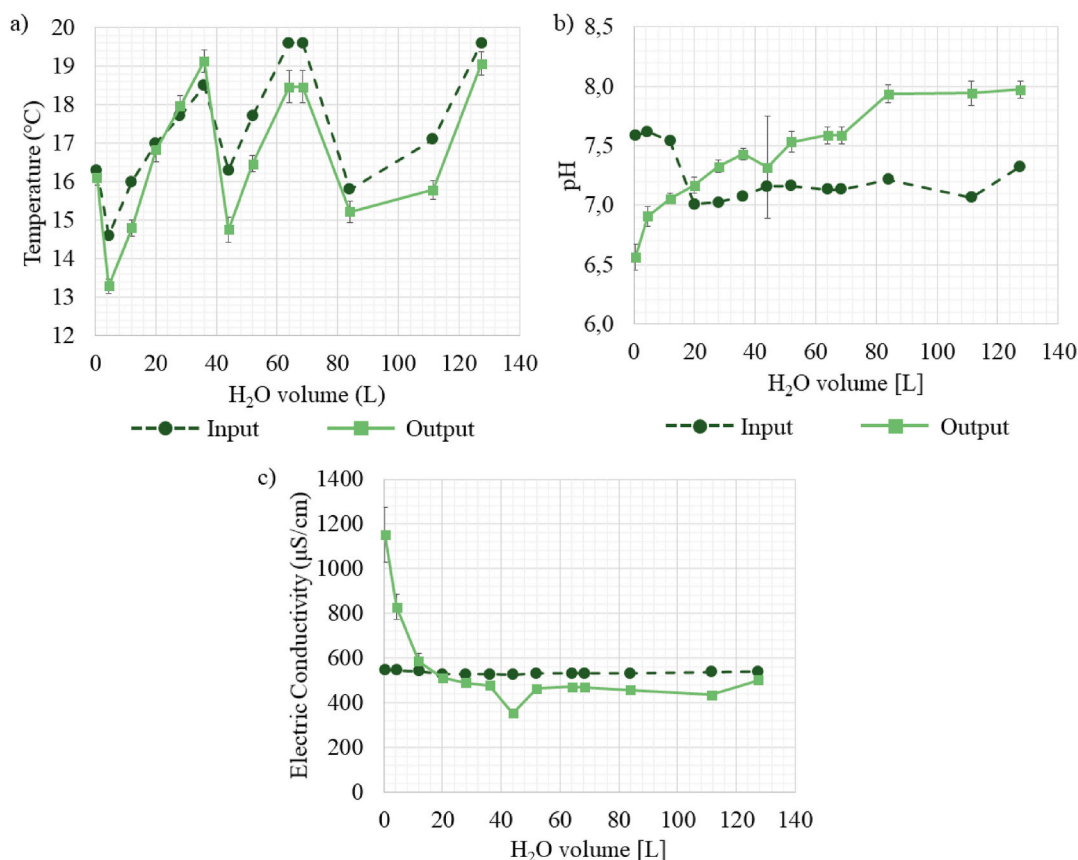 a)
Temperature (°C)
20
19
18
17
16
15
14
13
12
0 20 40 60 80 100 120 140
H₂O volume (L)
Input Output
b)
pH
8,5
8,0
7,5
7,0
6,5
6,0
0 20 40 60 80 100 120 140
H₂O volume [L]
Input Output
c)
Electric Conductivity (µS/cm)
1400
1200
1000
800
600
400
200
0
0 20 40 60 80 100 120 140
H₂O volume [L]